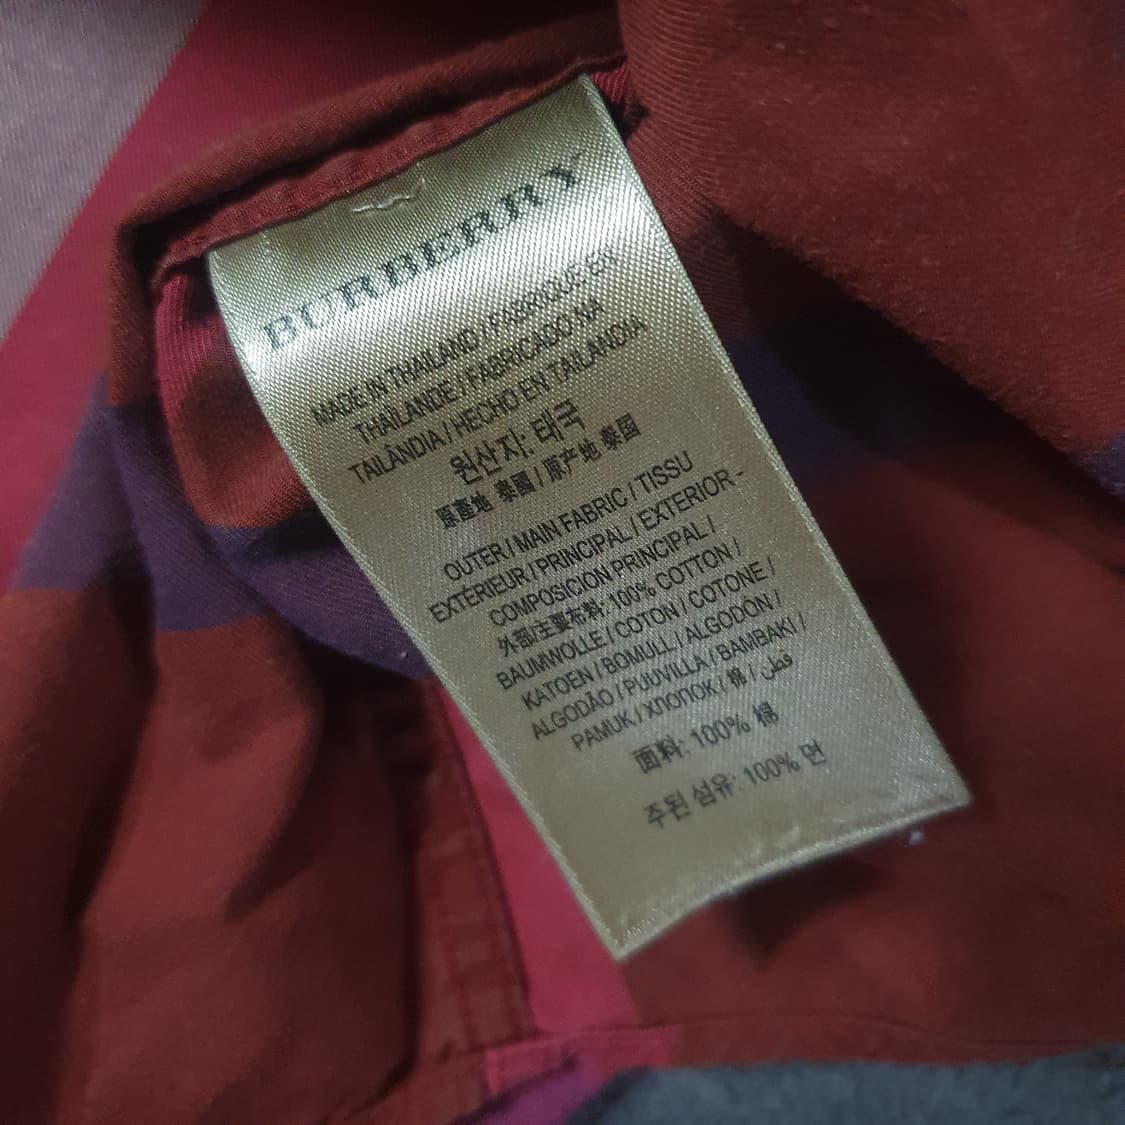 BURBERRY
MADE IN THAILAND / FABRIQUE EN
THAÏLANDE / FABRICADO NA
TAILÂNDIA / HECHO EN TAILANDIA
원산지: 태국
原產地 泰國 / 原产地 泰国
OUTER / MAIN FABRIC / TISSU
EXTÉRIEUR / PRINCIPAL / EXTERIOR -
COMPOSICIÓN PRINCIPAL /
外部/主要布料: 100% COTTON /
BAUMWOLLE / COTON / COTONE /
KATOEN / BOMULL / ALGODÓN /
ALGODÃO / PUUVILLA / BAMBAKI /
PAMUK / ХЛОПОК / 棉 / قطن
面料: 100% 棉
주된 섬유: 100% 면